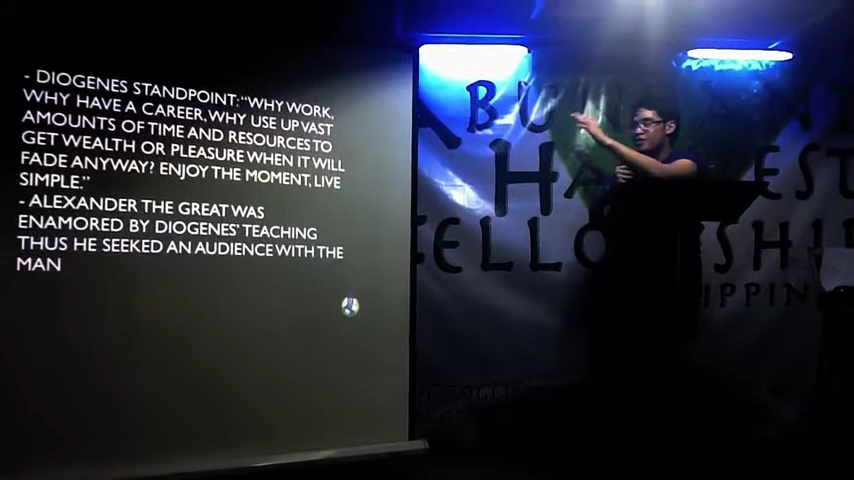 - DIOGENES STANDPOINT: "WHY WORK,
WHY HAVE A CAREER, WHY USE UP VAST
AMOUNTS OF TIME AND RESOURCES TO
GET WEALTH OR PLEASURE WHEN IT WILL
FADE ANYWAY? ENJOY THE MOMENT, LIVE
SIMPLE."
- ALEXANDER THE GREAT WAS
ENAMORED BY DIOGENES' TEACHING
THUS HE SEEKED AN AUDIENCE WITH THE
MAN
FELLOWSHIP